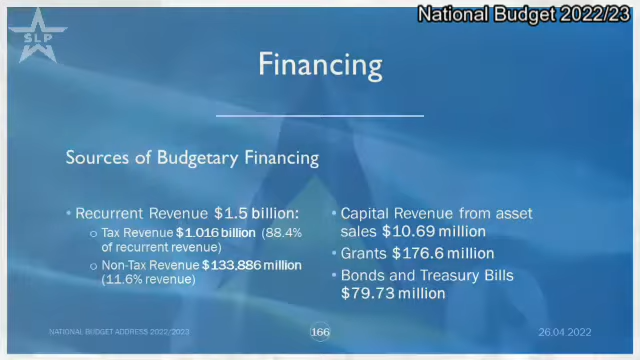 National Budget 2022/23
SLP
Financing
Sources of Budgetary Financing
• Recurrent Revenue $1.5 billion:
o Tax Revenue $1.016 billion (88.4%
of recurrent revenue)
o Non-Tax Revenue $133,886 million
(11.6% revenue)
• Capital Revenue from asset
sales $10.69 million
• Grants $176.6 million
• Bonds and Treasury Bills
$79.73 million
NATIONAL BUDGET ADDRESS 2022/2023
166
26.04.2022